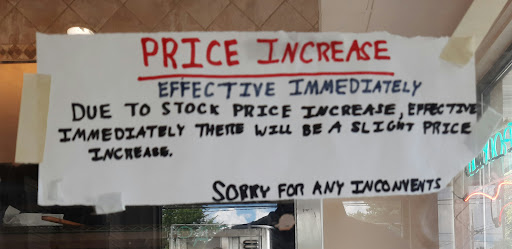 PRICE INCREASE
EFFECTIVE IMMEDIATELY
DUE TO STOCK PRICE INCREASE, EFFECTIVE
IMMEDIATELY THERE WILL BE A SLIGHT PRICE
INCREASE.
SORRY FOR ANY INCONVENTS